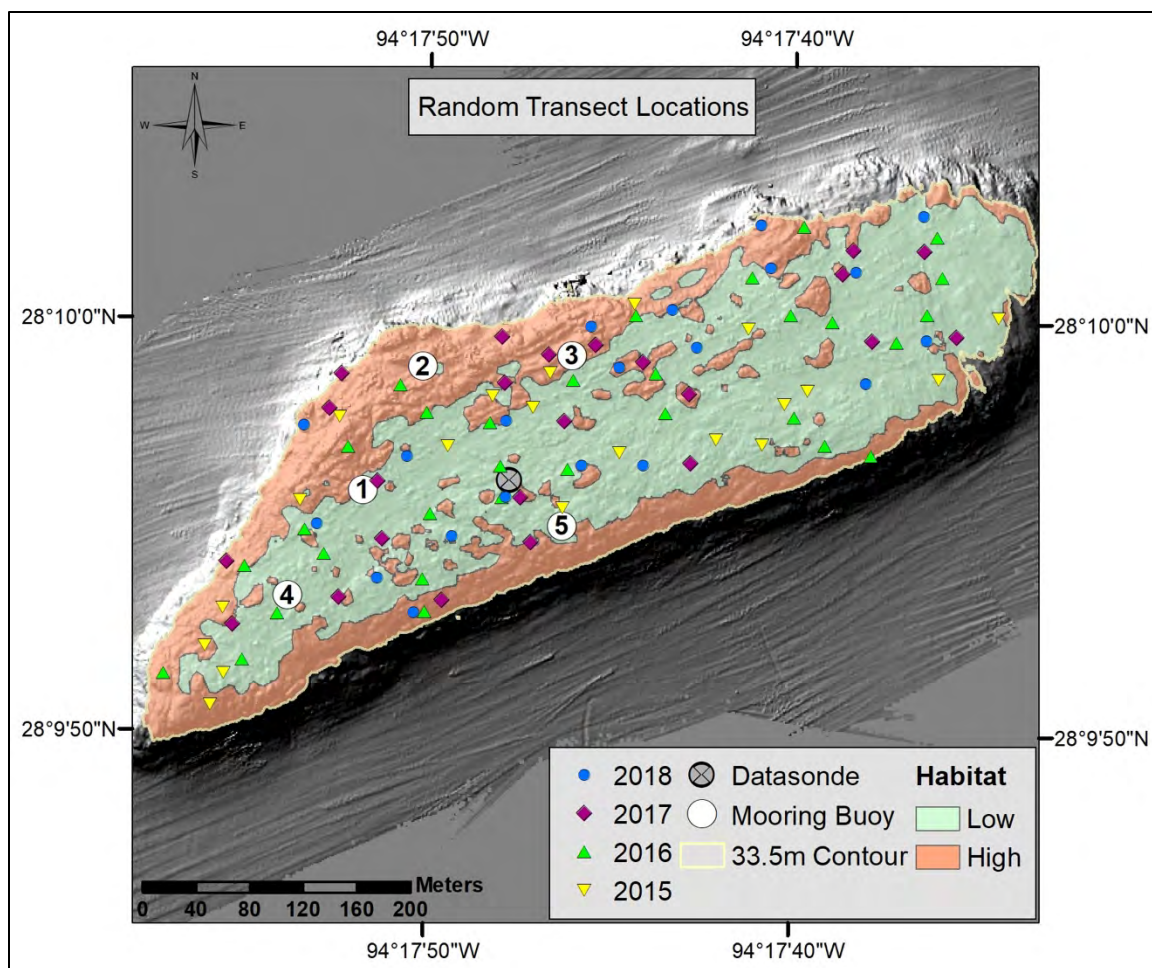 94°17'50"W 94°17'40"W
Random Transect Locations
N
W E
S
28°10'0"N 28°10'0"N
3
2
1
5
4
28°9'50"N 28°9'50"N
2018 Datasonde Habitat
2017 Mooring Buoy Low
2016 33.5m Contour High
2015
Meters
0 40 80 120 160 200
94°17'50"W 94°17'40"W